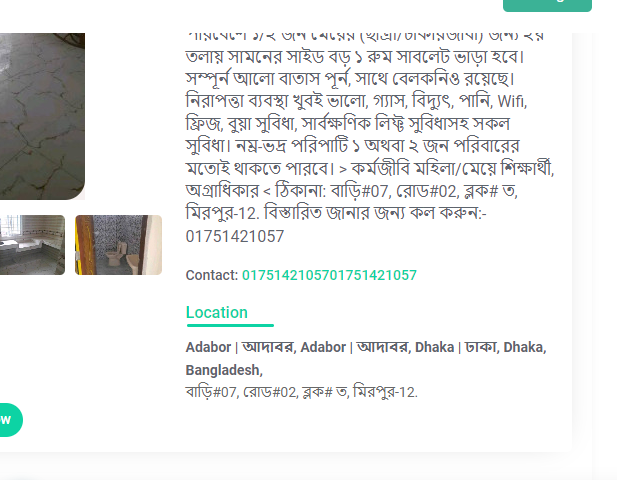 পরিবেশে ১/২ জন মেয়ের (ছাত্রী/চাকরিজীবী) জন্য ২য়
তলায় সামনের সাইড বড় ১ রুম সাবলেট ভাড়া হবে।
সম্পূর্ন আলো বাতাস পূর্ন, সাথে বেলকনিও রয়েছে।
নিরাপত্তা ব্যবস্থা খুবই ভালো, গ্যাস, বিদ্যুৎ, পানি, Wifi,
ফ্রিজ, বুয়া সুবিধা, সার্বক্ষণিক লিফ্ট সুবিধাসহ সকল
সুবিধা। নম্র-ভদ্র পরিপাটি ১ অথবা ২ জন পরিবারের
মতোই থাকতে পারবে। > কর্মজীবি মহিলা/মেয়ে শিক্ষার্থী,
অগ্রাধিকার < ঠিকানা: বাড়ি#07, রোড#02, ব্লক# ত,
মিরপুর-12. বিস্তারিত জানার জন্য কল করুন:-
01751421057
Contact: 0175142105701751421057
Location
Adabor | আদাবর, Adabor | আদাবর, Dhaka | ঢাকা, Dhaka,
Bangladesh,
বাড়ি#07, রোড#02, ব্লক# ত, মিরপুর-12.